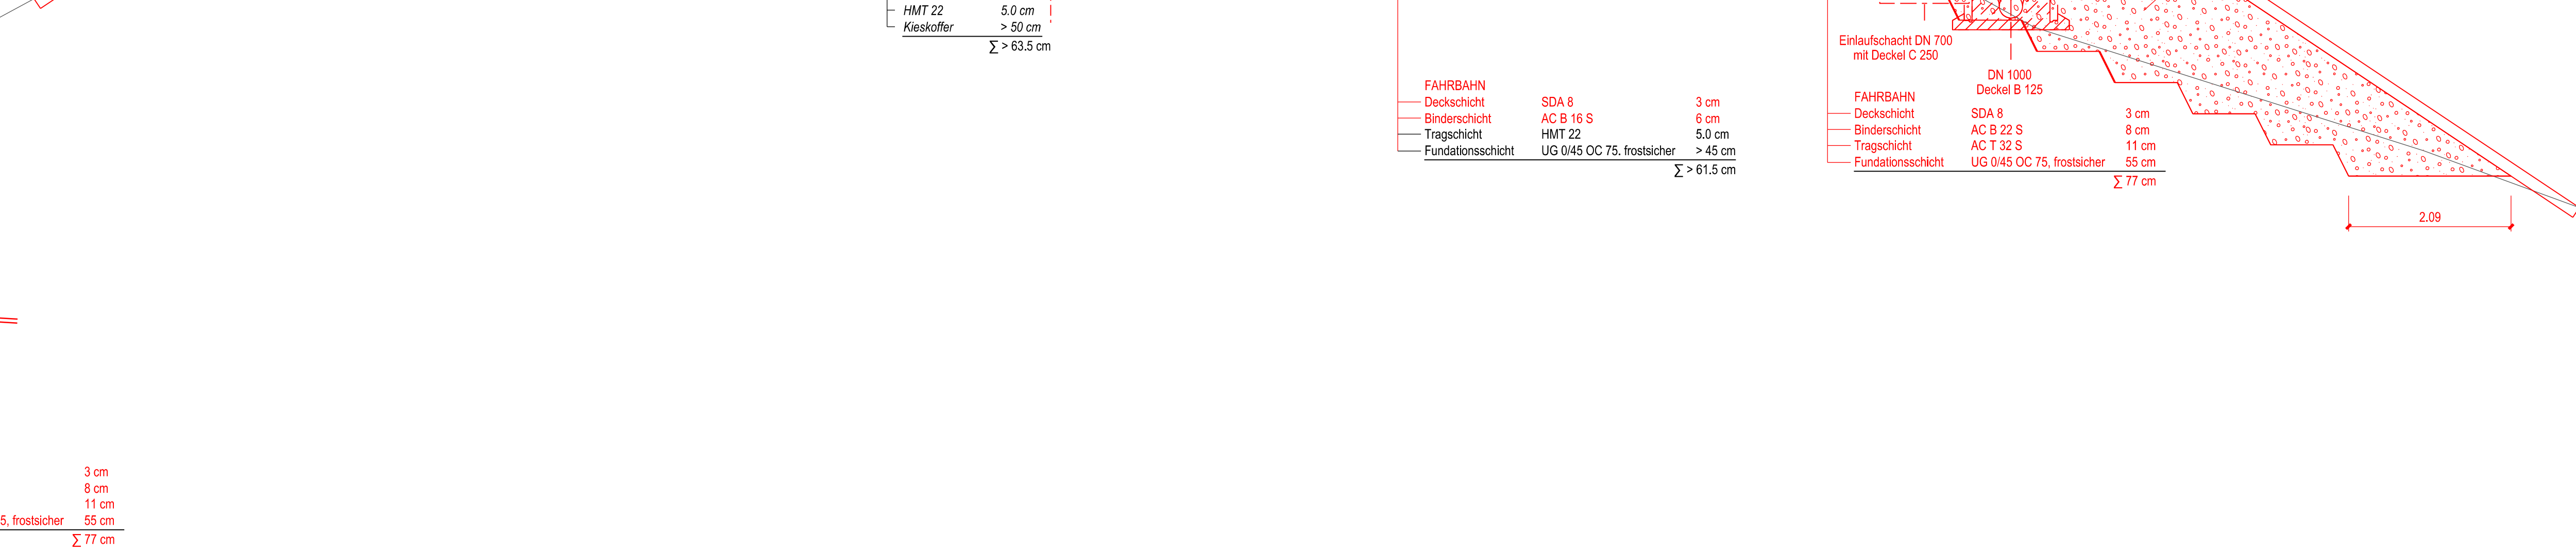 HMT 22 5.0 cm
Kieskoffer > 50 cm
∑ > 63.5 cm
FAHRBAHN
Deckschicht SDA 8 3 cm
Binderschicht AC B 16 S 6 cm
Tragschicht HMT 22 5.0 cm
Fundationsschicht UG 0/45 OC 75. frostsicher > 45 cm
∑ > 61.5 cm
Einlaufschacht DN 700
mit Deckel C 250
DN 1000
Deckel B 125
FAHRBAHN
Deckschicht SDA 8 3 cm
Binderschicht AC B 22 S 8 cm
Tragschicht AC T 32 S 11 cm
Fundationsschicht UG 0/45 OC 75, frostsicher 55 cm
∑ 77 cm
2.09
3 cm
8 cm
11 cm
5, frostsicher 55 cm
∑ 77 cm